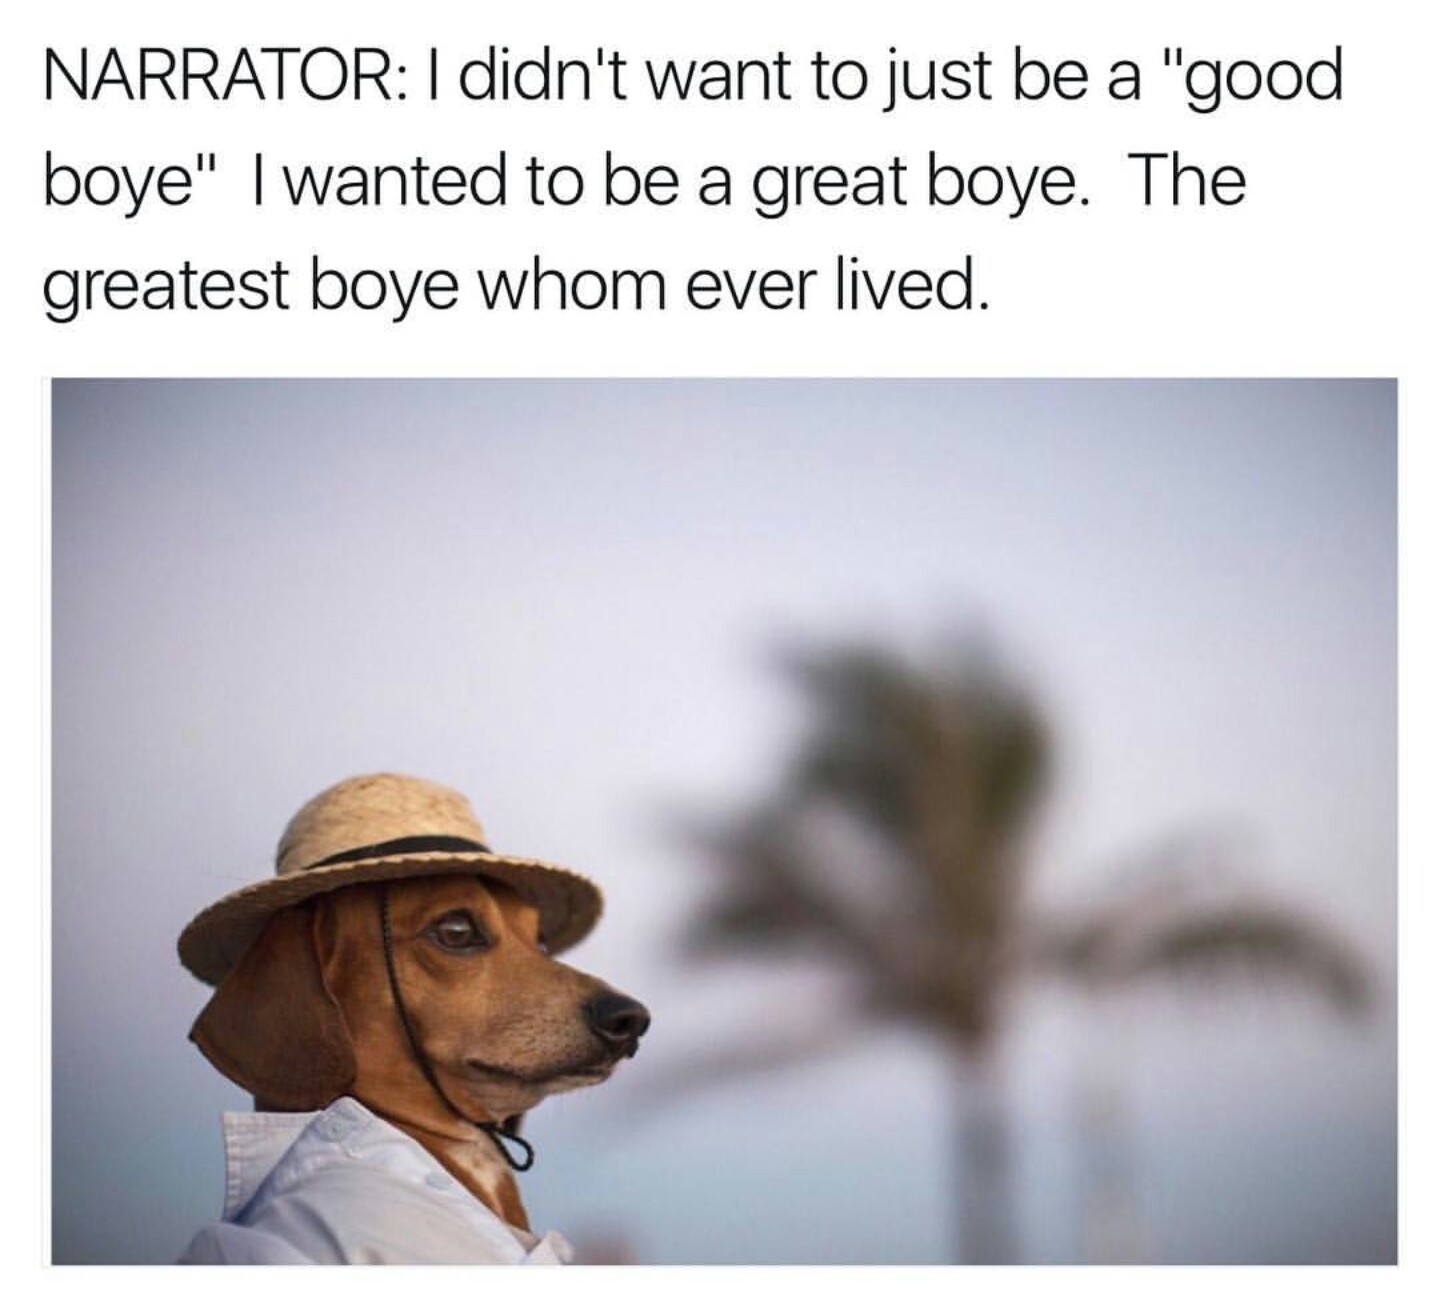 NARRATOR: I didn't want to just be a "good
boye"  I wanted to be a great boye.  The
greatest boye whom ever lived.